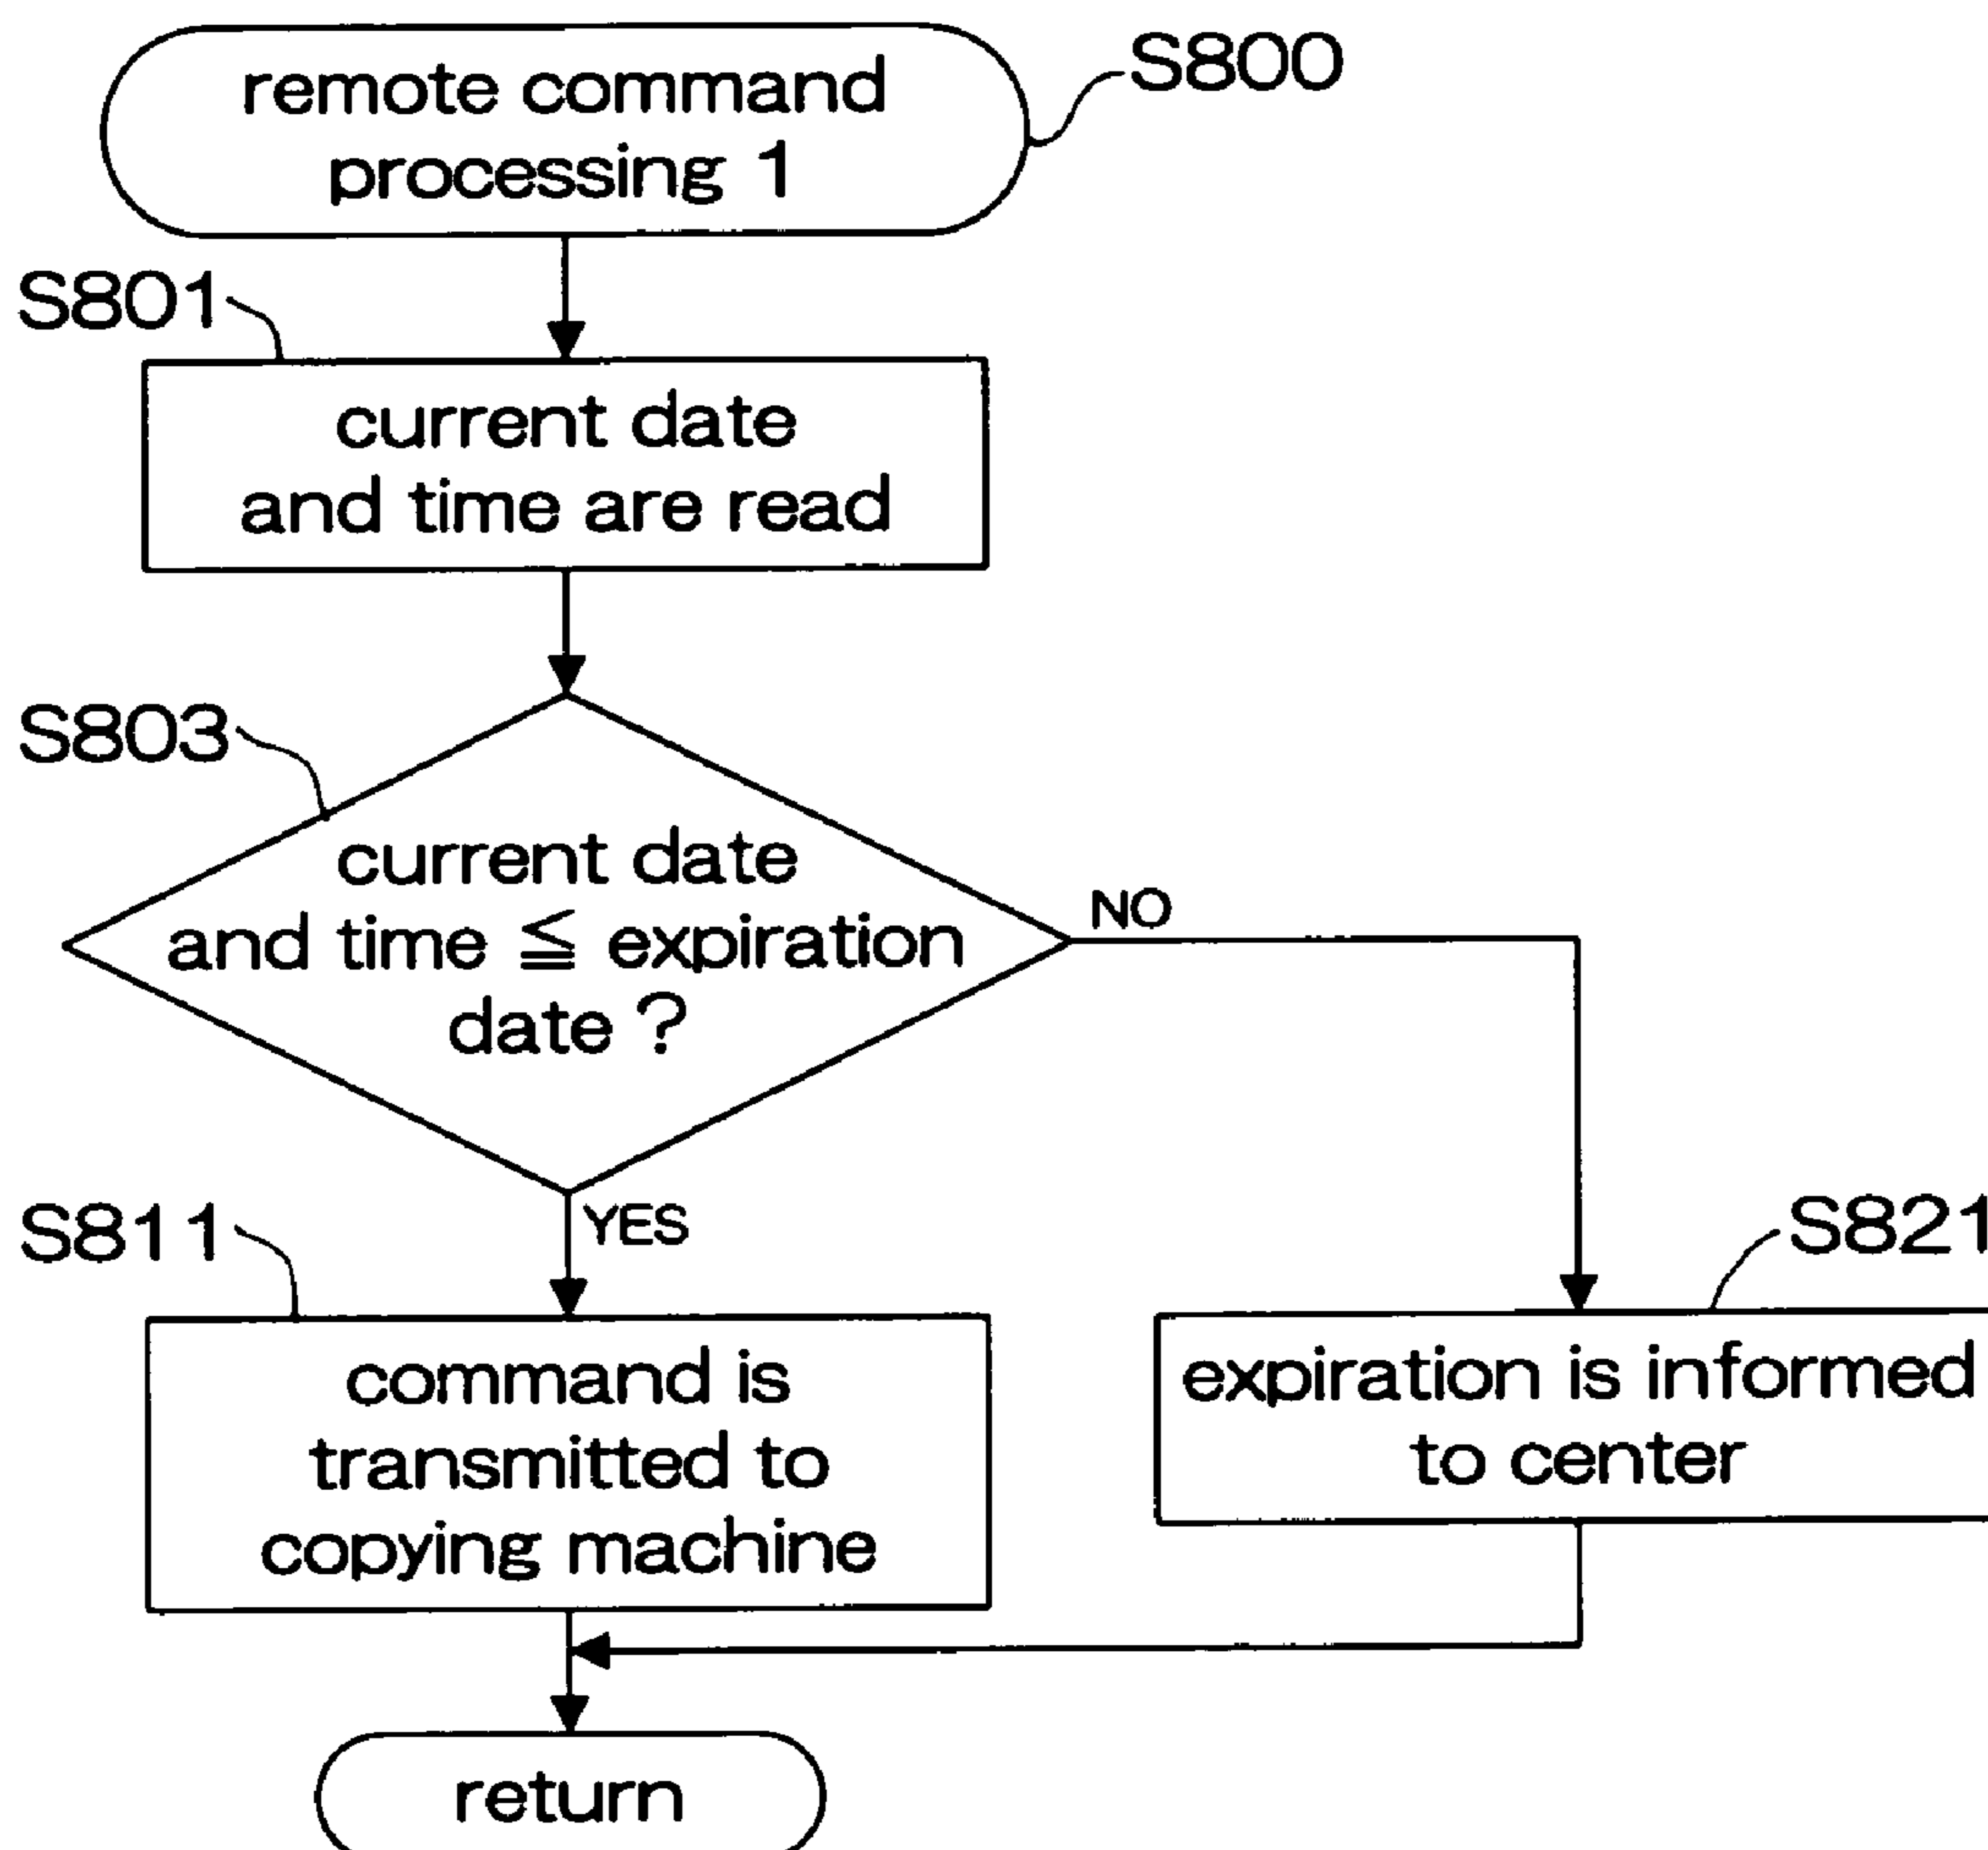 remote command
processing 1
S800
S801
current date
and time are read
S803
current date
and time ≦ expiration
date ?
NO
YES
S811
command is
transmitted to
copying machine
S821
expiration is informed
to center
return